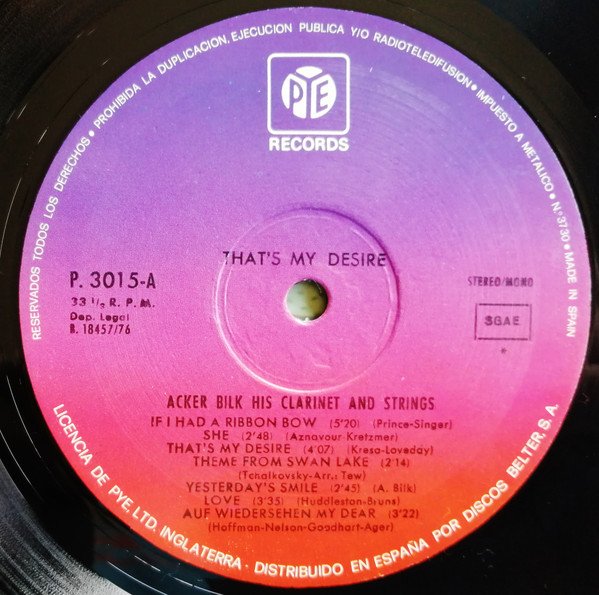 RESERVADOS TODOS LOS DERECHOS • PROHIBIDA LA DUPLICACION, EJECUCION PUBLICA Y/O RADIOTELEDIFUSION • IMPUESTO A METALICO • N.º 3730 • MADE IN SPAIN
PYE
RECORDS
THAT'S MY DESIRE
P. 3015-A
33 1/3 R. P. M.
Dep. Legal
B. 18457/76
STEREO/MONO
SGAE
*
ACKER BILK HIS CLARINET AND STRINGS
IF I HAD A RIBBON BOW (5'20) (Prince-Singer)
SHE (2'48) (Aznavour-Kretzmer)
THAT'S MY DESIRE (4'07) (Kresa-Loveday)
THEME FROM SWAN LAKE (2'14)
(Tchaikovsky-Arr.: Tew)
YESTERDAY'S SMILE (2'45) (A. Bilk)
LOVE (3'35) (Huddleston-Bruns)
AUF WIEDERSEHEN MY DEAR (3'22)
(Hoffman-Nelson-Goodhart-Ager)
LICENCIA DE PYE, LTD. INGLATERRA - DISTRIBUIDO EN ESPAÑA POR DISCOS BELTER, S.A.